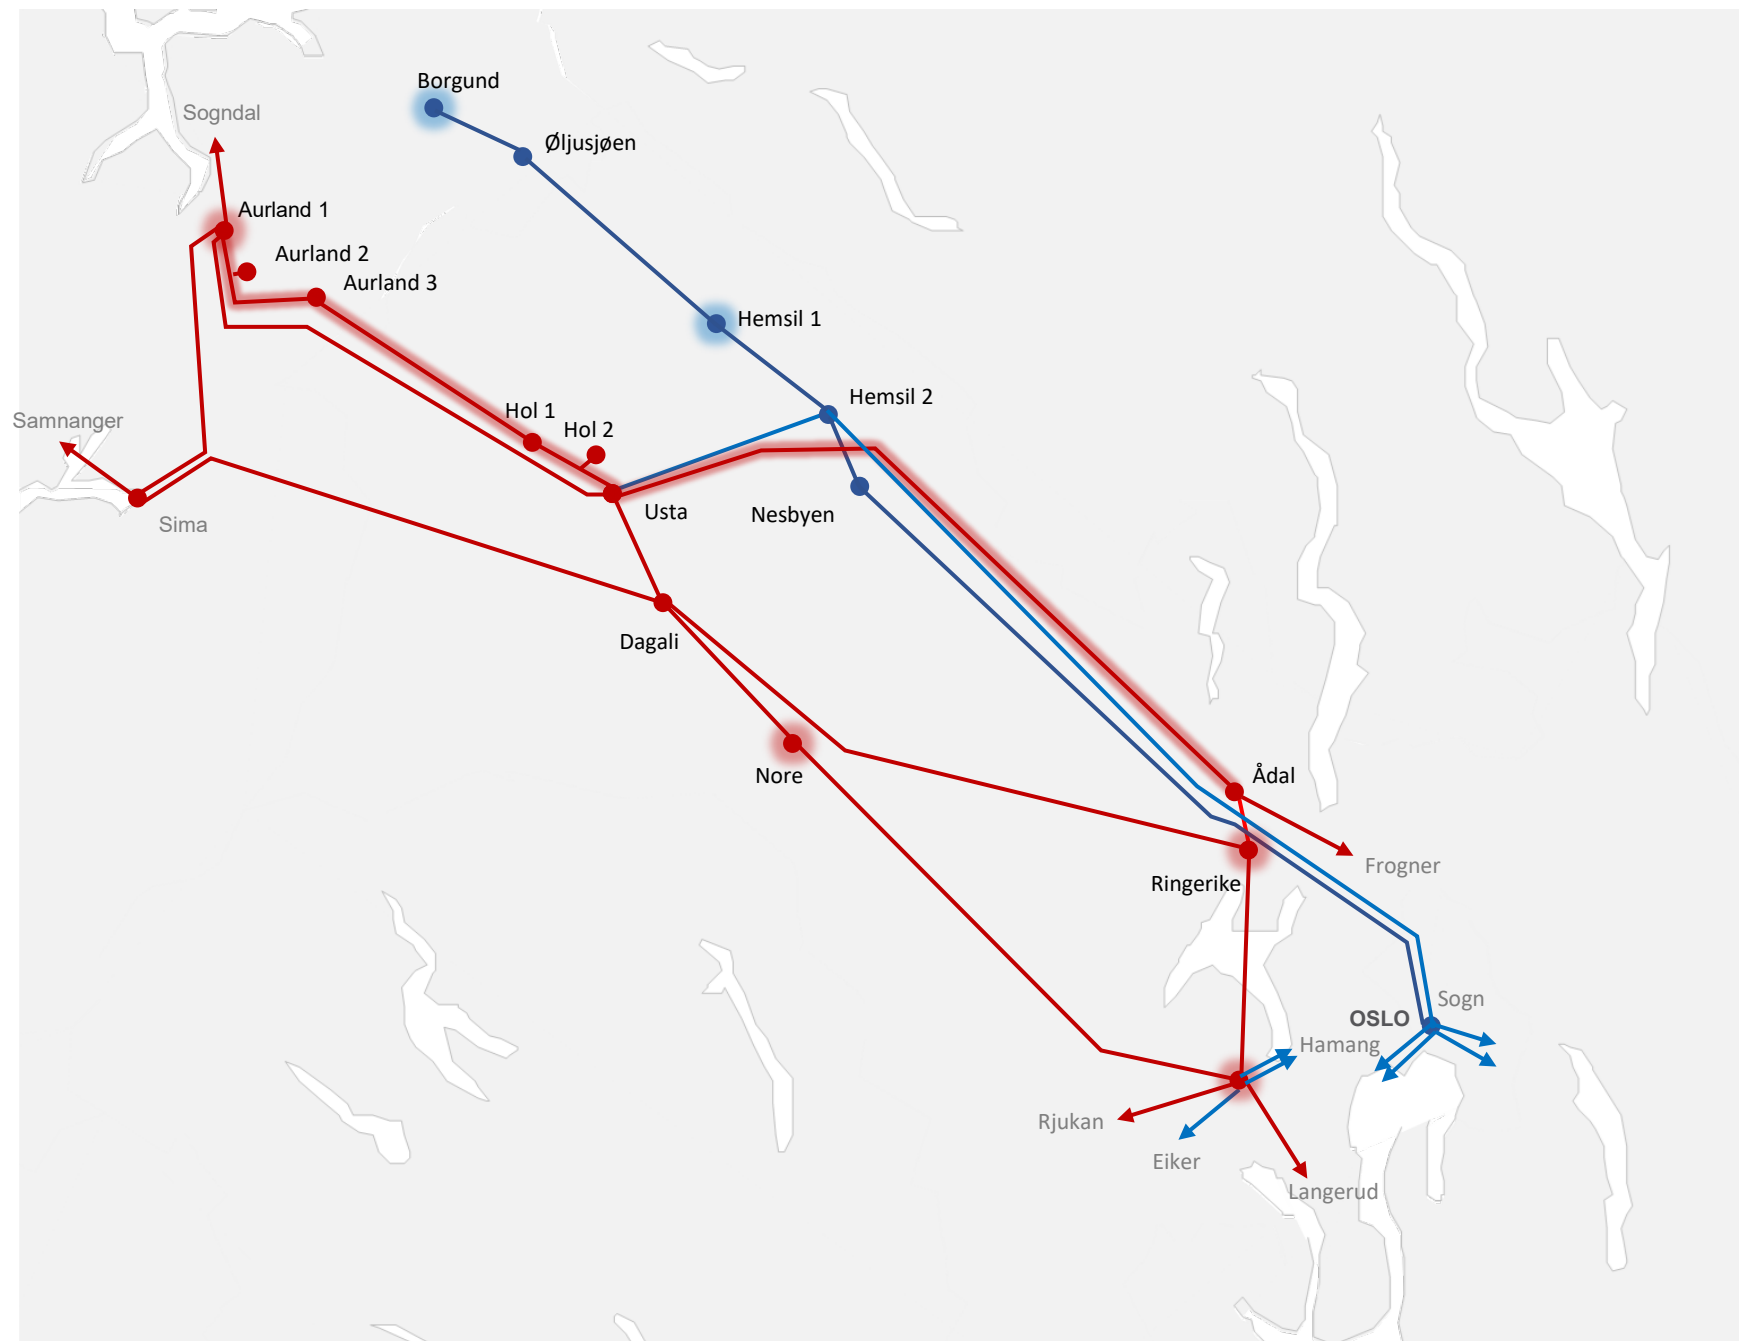 Borgund
Sogndal
Øljusjøen
Aurland 1
Aurland 2
Aurland 3
Hemsil 1
Hemsil 2
Hol 1
Samnanger
Hol 2
Usta
Nesbyen
Sima
Dagali
Nore
Ådal
Frogner
Ringerike
Sogn
OSLO
Hamang
Rjukan
Eiker
Langerud